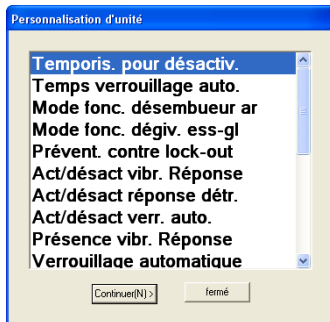 Personnalisation d'unité
Temporis. pour désactiv.
Temps verrouillage auto.
Mode fonc. désembueur ar
Mode fonc. dégiv. ess-gl
Prévent. contre lock-out
Act/désact vibr. Réponse
Act/désact réponse détr.
Act/désact verr. auto.
Présence vibr. Réponse
Verrouillage automatique
Continuer(N) >
fermé